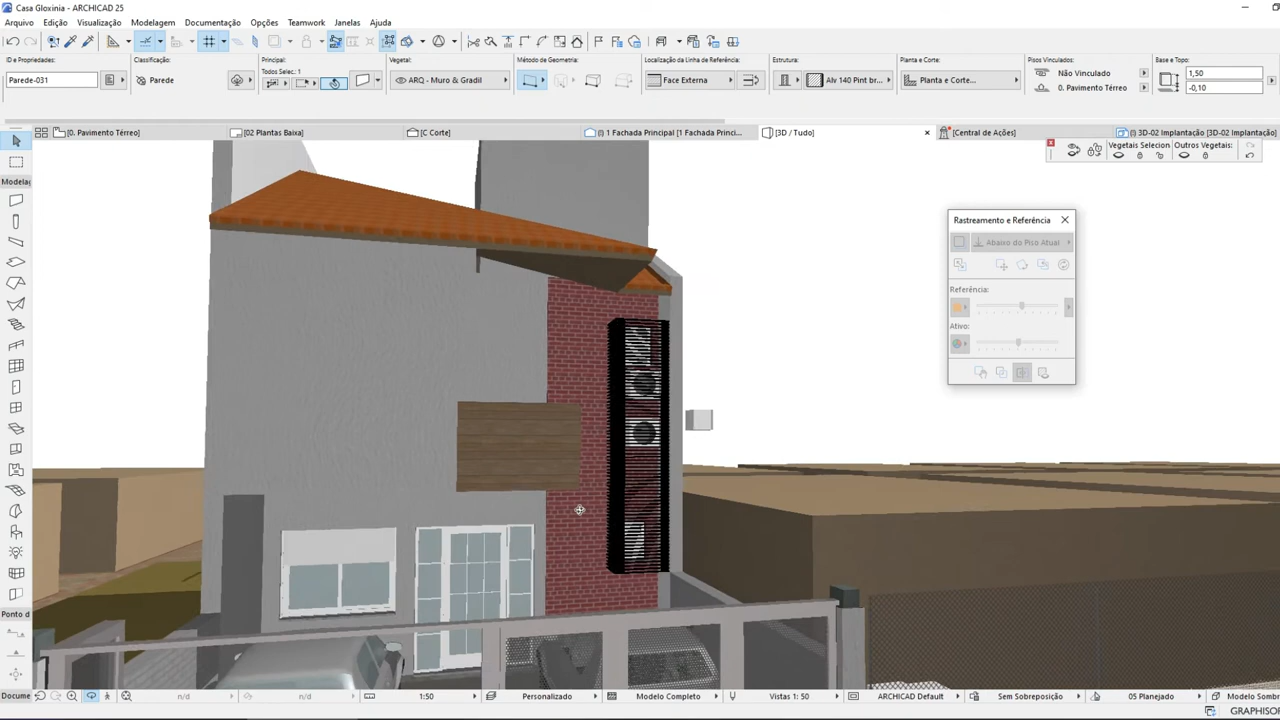 Casa Gloxinia - ARCHICAD 25
Arquivo Edição Visualização Modelagem Documentação Opções Teamwork Janelas Ajuda
ID e Propriedades: Classificação: Principal: Vegetal: Método de Geometria: Localização da Linha de Referência: Estrutura: Planta e Corte: Pisos Vinculados Base e Topo:
Todos Selec.: 1
Parede-031 Parede ARQ - Muro & Gradil Face Externa Alv 140 Pint br... Planta e Corte... Não Vinculado 1,50
0. Pavimento Térreo -0,10
[0. Pavimento Térreo] [02 Plantas Baixa] [C Corte] (!) 1 Fachada Principal [1 Fachada Princi... [3D / Tudo] [Central de Ações] (!) 3D-02 Implantação [3D-02 Implantação]
Vegetais Selecion Outros Vegetais:
Modelaç
Rastreamento e Referência
Abaixo do Piso Atual
Referência:
Ativo:
Ponto d
Docume n/d n/d 1:50 Personalizado Modelo Completo Vistas 1: 50 ARCHICAD Default Sem Sobreposição 05 Planejado Modelo Somb
GRAPHISOF